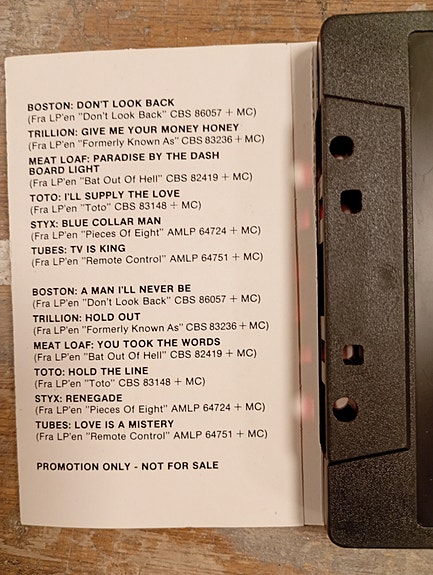 BOSTON: DON'T LOOK BACK
(Fra LP'en "Don't Look Back" CBS 86057 + MC)
TRILLION: GIVE ME YOUR MONEY HONEY
(Fra LP'en "Formerly Known As" CBS 83236 + MC)
MEAT LOAF: PARADISE BY THE DASH
BOARD LIGHT
(Fra LP'en "Bat Out Of Hell" CBS 82419 + MC)
TOTO: I'LL SUPPLY THE LOVE
(Fra LP'en "Toto" CBS 83148 + MC)
STYX: BLUE COLLAR MAN
(Fra LP'en "Pieces Of Eight" AMLP 64724 + MC)
TUBES: TV IS KING
(Fra LP'en "Remote Control" AMLP 64751 + MC)
BOSTON: A MAN I'LL NEVER BE
(Fra LP'en "Don't Look Back" CBS 86057 + MC)
TRILLION: HOLD OUT
(Fra LP'en "Formerly Known As" CBS 83236 + MC)
MEAT LOAF: YOU TOOK THE WORDS
(Fra LP'en "Bat Out Of Hell" CBS 82419 + MC)
TOTO: HOLD THE LINE
(Fra LP'en "Toto" CBS 83148 + MC)
STYX: RENEGADE
(Fra LP'en "Pieces Of Eight" AMLP 64724 + MC)
TUBES: LOVE IS A MISTERY
(Fra LP'en "Remote Control" AMLP 64751 + MC)
PROMOTION ONLY - NOT FOR SALE